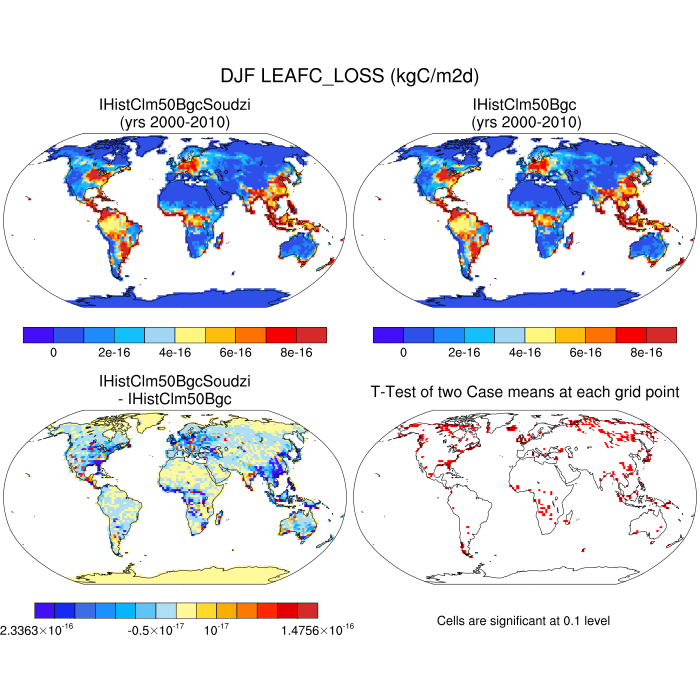 DJF LEAFC_LOSS (kgC/m2d)
IHistClm50BgcSoudzi
(yrs 2000-2010)
IHistClm50Bgc
(yrs 2000-2010)
0 2e-16 4e-16 6e-16 8e-16
0 2e-16 4e-16 6e-16 8e-16
IHistClm50BgcSoudzi
- IHistClm50Bgc
T-Test of two Case means at each grid point
2.3363×10⁻¹⁶ -0.5×10⁻¹⁷ 10⁻¹⁷ 1.4756×10⁻¹⁶
Cells are significant at 0.1 level